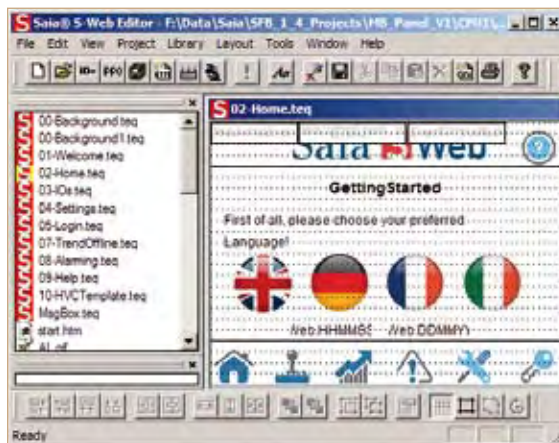 Saia® S-Web Editor - F:\Data\Saia\SFB_1_4_Projects\MB_Panel_V1\CPU1\...
File Edit View Project Library Layout Tools Window Help
02-Home.teq
00-Background.teq
00-Background1.teq
01-Welcome.teq
02-Home.teq
03-IOs.teq
04-Settings.teq
05-Login.teq
07-TrendOffline.teq
08-Alarming.teq
09-Help.teq
10-HVCTemplate.teq
MsgBox.teq
start.htm
Saia S Web
Getting Started
First of all, please choose your preferred
Language!
Web:HHMMSS Web:DDMMYY
Ready